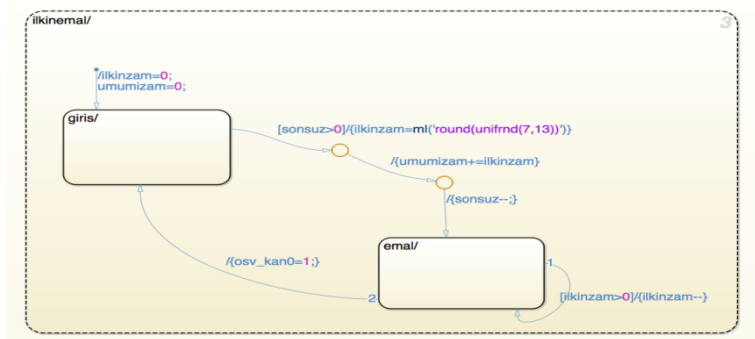 ilkinemal/
3
/ilkinzam=0;
umumizam=0;
giris/
[sonsuz>0]/{ilkinzam=ml('round(unifrnd(7,13))')}
/{umumizam+=ilkinzam}
/{sonsuz--;}
emal/
1
/{osv_kan0=1;}
2
[ilkinzam>0]/{ilkinzam--}